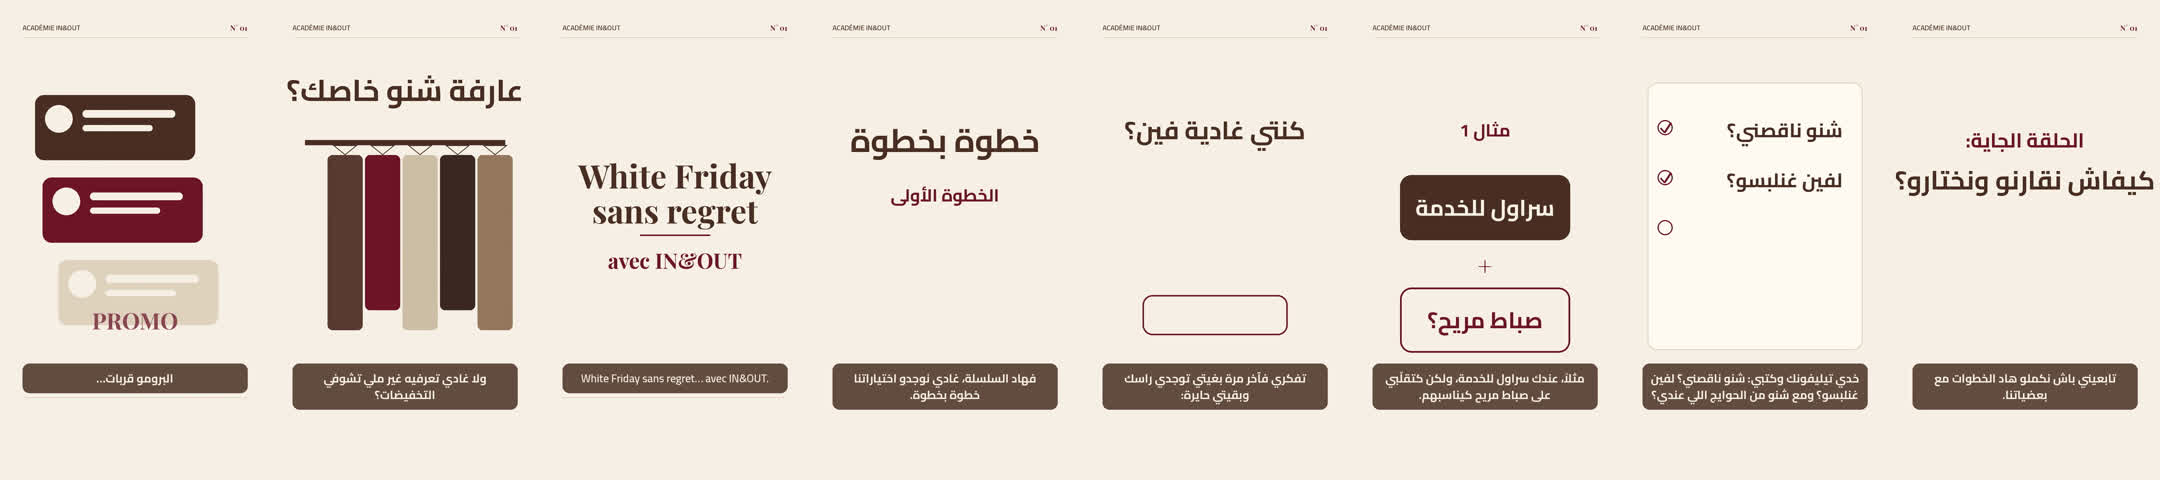 ACADÉMIE IN&OUT
N° 01
PROMO
البرومو قربات...
ACADÉMIE IN&OUT
N° 01
عارفة شنو خاصك؟
ولا غادي تعرفيه غير ملي تشوفي
التخفيضات؟
ACADÉMIE IN&OUT
N° 01
White Friday
sans regret
avec IN&OUT
White Friday sans regret... avec IN&OUT.
ACADÉMIE IN&OUT
N° 01
خطوة بخطوة
الخطوة الأولى
فهاد السلسلة، غادي نوجدو اختياراتنا
خطوة بخطوة.
ACADÉMIE IN&OUT
N° 01
كنتي غادية فين؟
تفكري فآخر مرة بغيتي توجدي راسك
وبقيتي حايرة:
ACADÉMIE IN&OUT
N° 01
مثال 1
سراول للخدمة
+
صباط مريح؟
مثلا، عندك سراول للخدمة، ولكن كتقلّبي
على صباط مريح كيناسبهم.
ACADÉMIE IN&OUT
N° 01
شنو ناقصني؟
لفين غنلبسو؟
خدي تيليفونك وكتبي: شنو ناقصني؟ لفين
غنلبسو؟ ومع شنو من الحوايج اللي عندي؟
ACADÉMIE IN&OUT
N° 01
الحلقة الجاية:
كيفاش نقارنو ونختارو؟
تابعيني باش نكملو هاد الخطوات مع
بعضياتنا.